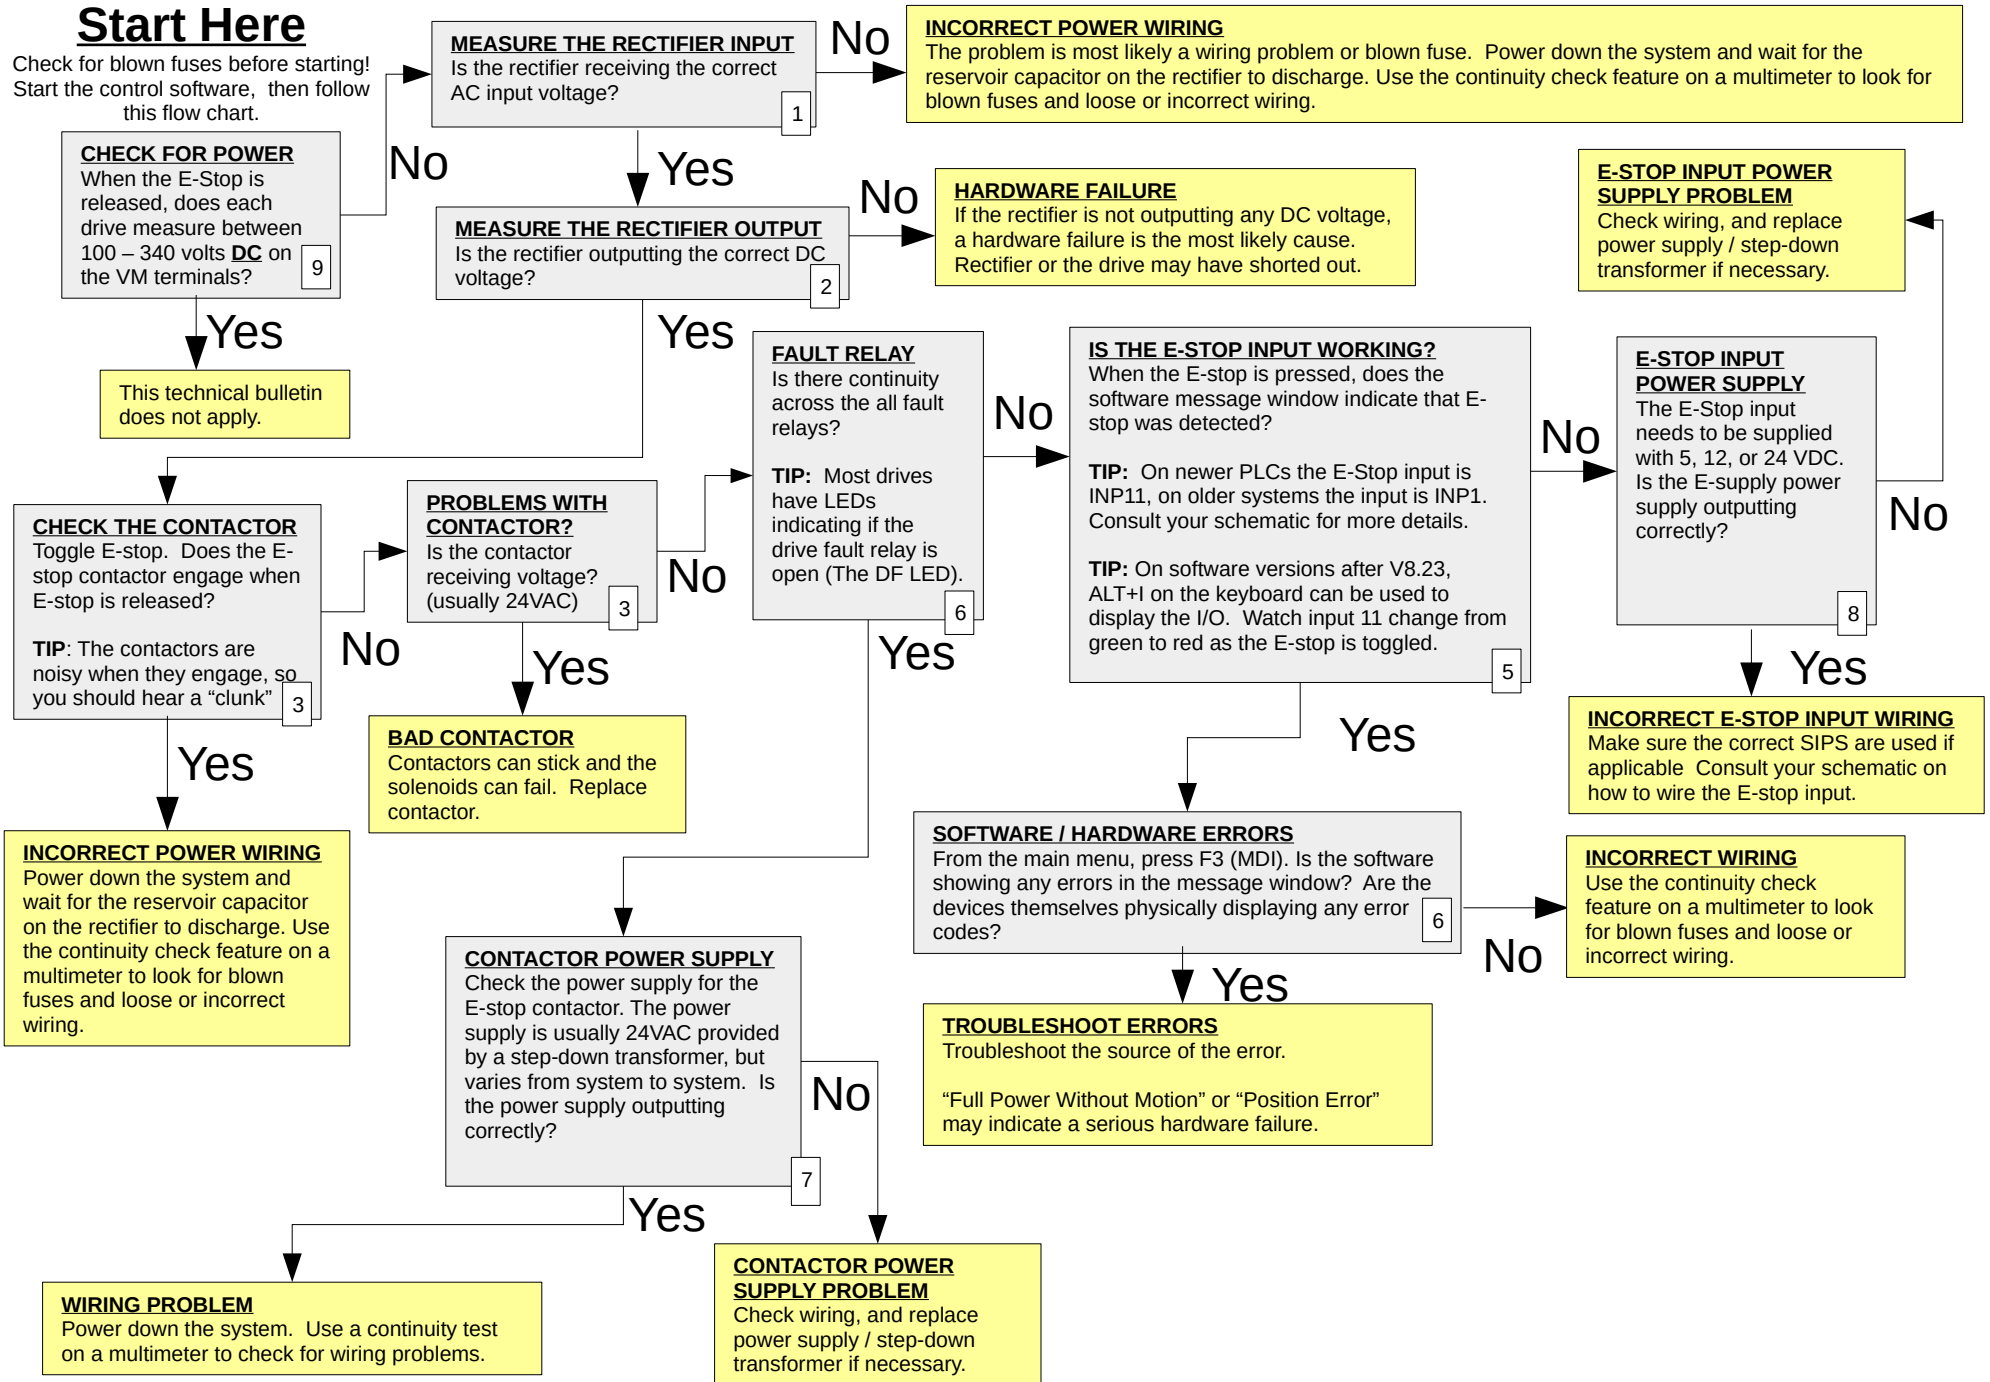 Start Here
Check for blown fuses before starting!
Start the control software,  then follow
this flow chart.
CHECK FOR POWER
When the E-Stop is
released, does each
drive measure between
100 – 340 volts DC on
the VM terminals?
9
No
Yes
This technical bulletin
does not apply.
MEASURE THE RECTIFIER INPUT
Is the rectifier receiving the correct
AC input voltage?
1
No
INCORRECT POWER WIRING
The problem is most likely a wiring problem or blown fuse.  Power down the system and wait for the
reservoir capacitor on the rectifier to discharge. Use the continuity check feature on a multimeter to look for
blown fuses and loose or incorrect wiring.
Yes
MEASURE THE RECTIFIER OUTPUT
Is the rectifier outputting the correct DC
voltage?
2
No
HARDWARE FAILURE
If the rectifier is not outputting any DC voltage,
a hardware failure is the most likely cause.
Rectifier or the drive may have shorted out.
Yes
CHECK THE CONTACTOR
Toggle E-stop.  Does the E-
stop contactor engage when
E-stop is released?
TIP: The contactors are
noisy when they engage, so
you should hear a “clunk”
3
No
Yes
INCORRECT POWER WIRING
Power down the system and
wait for the reservoir capacitor
on the rectifier to discharge. Use
the continuity check feature on a
multimeter to look for blown
fuses and loose or incorrect
wiring.
PROBLEMS WITH
CONTACTOR?
Is the contactor
receiving voltage?
(usually 24VAC)
3
No
Yes
BAD CONTACTOR
Contactors can stick and the
solenoids can fail.  Replace
contactor.
FAULT RELAY
Is there continuity
across the all fault
relays?
TIP:  Most drives
have LEDs
indicating if the
drive fault relay is
open (The DF LED).
6
No
Yes
IS THE E-STOP INPUT WORKING?
When the E-stop is pressed, does the
software message window indicate that E-
stop was detected?
TIP:  On newer PLCs the E-Stop input is
INP11, on older systems the input is INP1.
Consult your schematic for more details.
TIP: On software versions after V8.23,
ALT+I on the keyboard can be used to
display the I/O.  Watch input 11 change from
green to red as the E-stop is toggled.
5
No
Yes
E-STOP INPUT
POWER SUPPLY
The E-Stop input
needs to be supplied
with 5, 12, or 24 VDC.
Is the E-supply power
supply outputting
correctly?
8
No
E-STOP INPUT POWER
SUPPLY PROBLEM
Check wiring, and replace
power supply / step-down
transformer if necessary.
Yes
INCORRECT E-STOP INPUT WIRING
Make sure the correct SIPS are used if
applicable  Consult your schematic on
how to wire the E-stop input.
SOFTWARE / HARDWARE ERRORS
From the main menu, press F3 (MDI). Is the software
showing any errors in the message window?  Are the
devices themselves physically displaying any error
codes?
6
No
INCORRECT WIRING
Use the continuity check
feature on a multimeter to look
for blown fuses and loose or
incorrect wiring.
Yes
TROUBLESHOOT ERRORS
Troubleshoot the source of the error.
“Full Power Without Motion” or “Position Error”
may indicate a serious hardware failure.
CONTACTOR POWER SUPPLY
Check the power supply for the
E-stop contactor. The power
supply is usually 24VAC provided
by a step-down transformer, but
varies from system to system.  Is
the power supply outputting
correctly?
7
No
Yes
WIRING PROBLEM
Power down the system.  Use a continuity test
on a multimeter to check for wiring problems.
CONTACTOR POWER
SUPPLY PROBLEM
Check wiring, and replace
power supply / step-down
transformer if necessary.